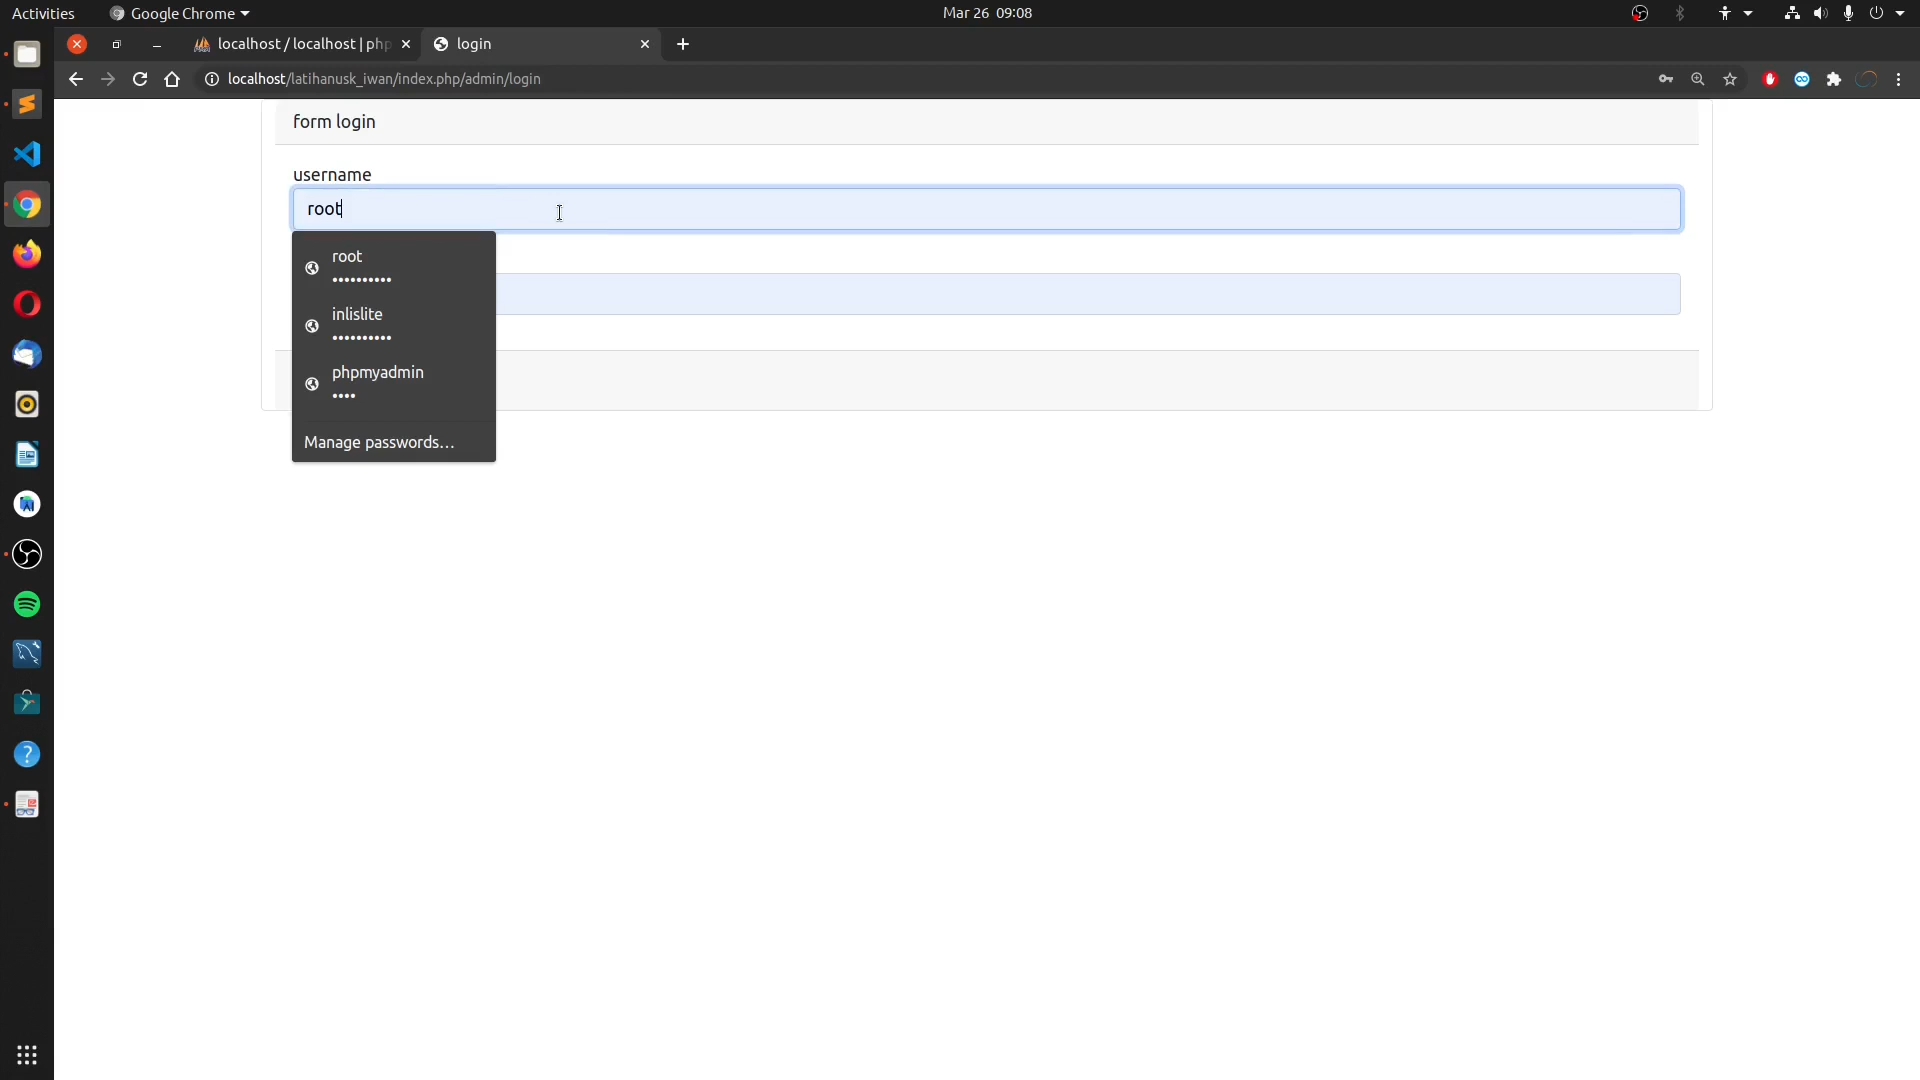 Activities
Google Chrome
Mar 26 09:08
localhost / localhost | php
login
localhost/latihanusk_iwan/index.php/admin/login
form login
username
root
root
••••••••••
inlislite
••••••••••
phpmyadmin
••••
Manage passwords...